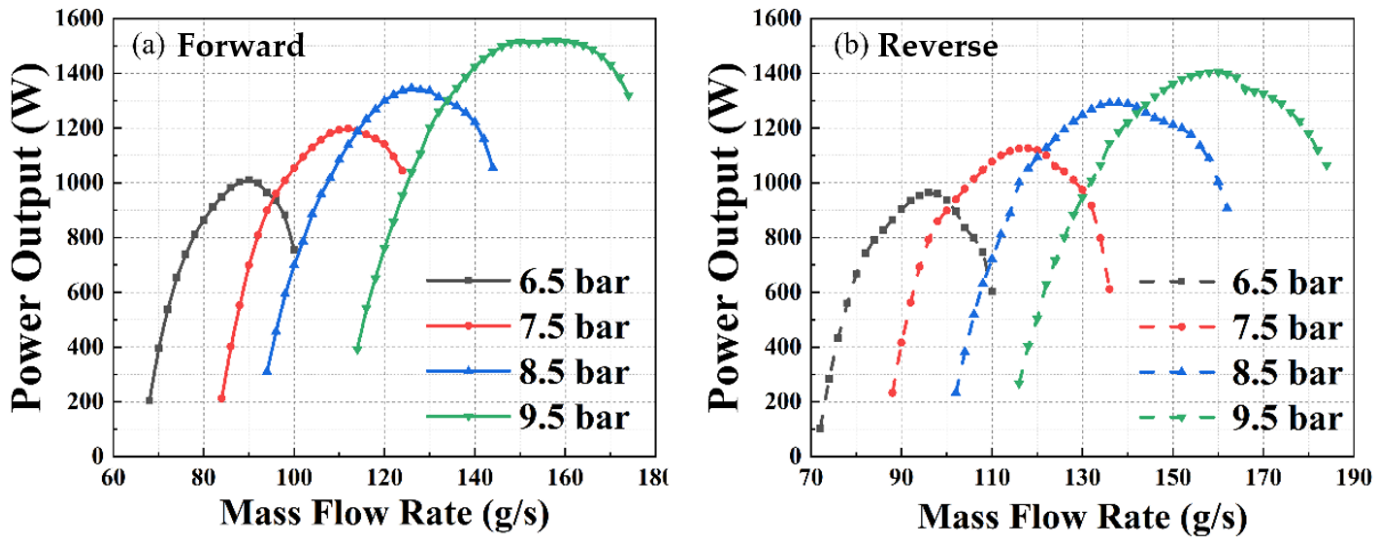 (a) Forward
Power Output (W)
1600
1400
1200
1000
800
600
400
200
0
60 80 100 120 140 160 180
Mass Flow Rate (g/s)
6.5 bar
7.5 bar
8.5 bar
9.5 bar
(b) Reverse
Power Output (W)
1600
1400
1200
1000
800
600
400
200
0
70 90 110 130 150 170 190
Mass Flow Rate (g/s)
6.5 bar
7.5 bar
8.5 bar
9.5 bar